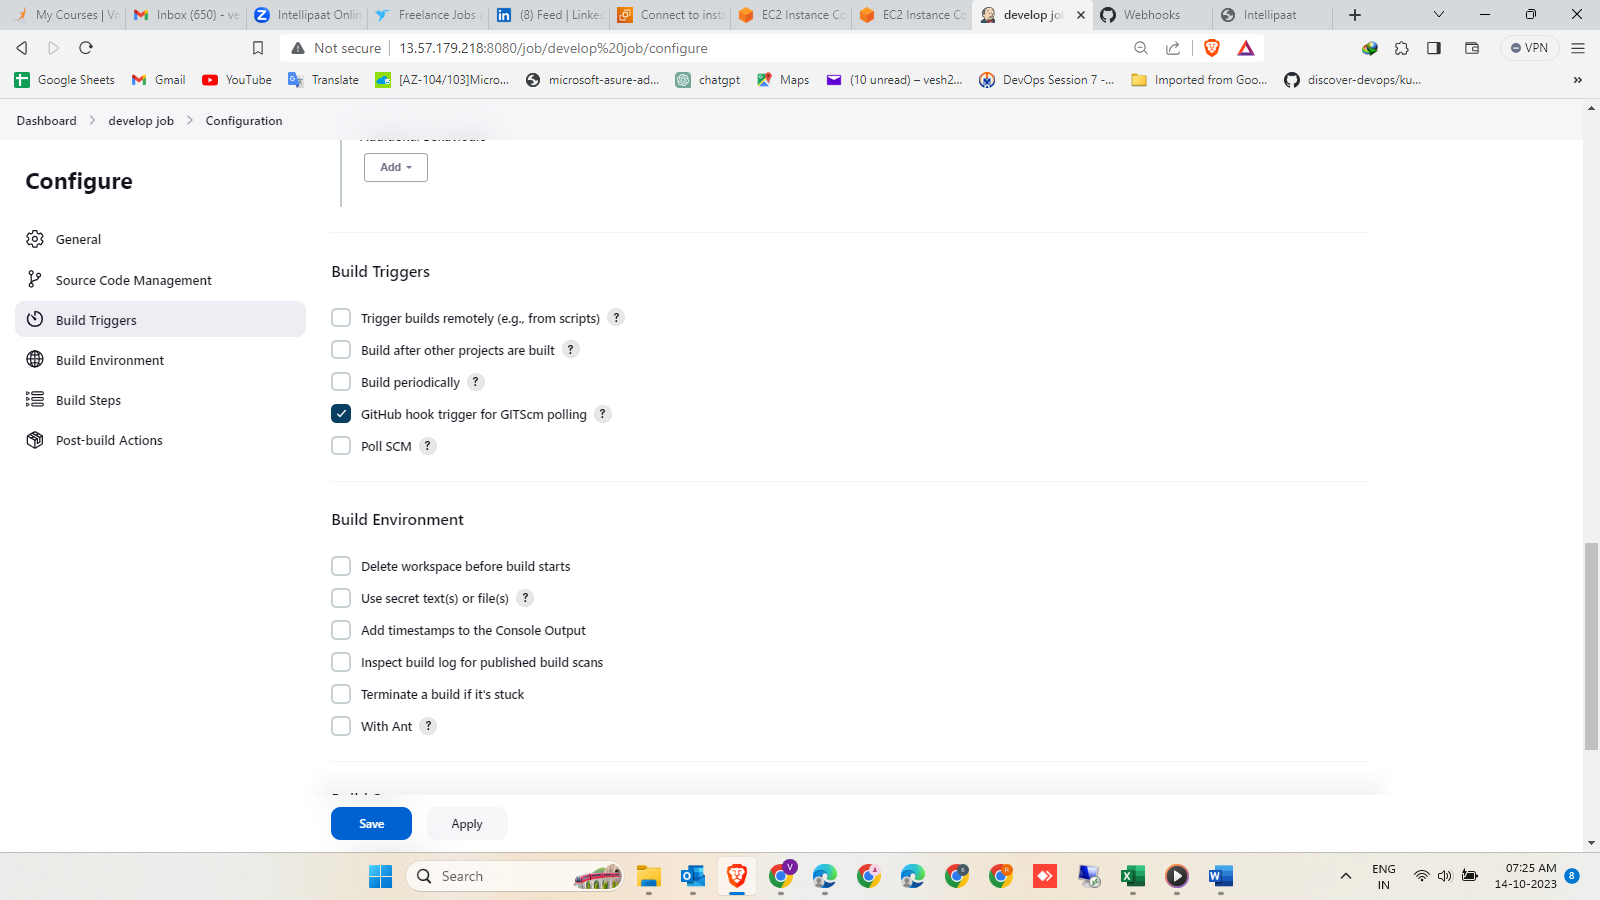 My Courses | Vn
Inbox (650) - ve
Intellipaat Onlin
Freelance Jobs a
(8) Feed | Linked
Connect to insta
EC2 Instance Co
EC2 Instance Co
develop jo
Webhooks
Intellipaat
Not secure
13.57.179.218:8080/job/develop%20job/configure
VPN
Google Sheets
Gmail
YouTube
Translate
[AZ-104/103]Micro...
microsoft-asure-ad...
chatgpt
Maps
(10 unread) – vesh2...
DevOps Session 7 -...
Imported from Goo...
discover-devops/ku...
Dashboard
develop job
Configuration
Configure
General
Source Code Management
Build Triggers
Build Environment
Build Steps
Post-build Actions
Additional Behaviours
Add
Build Triggers
Trigger builds remotely (e.g., from scripts) ?
Build after other projects are built ?
Build periodically ?
GitHub hook trigger for GITScm polling ?
Poll SCM ?
Build Environment
Delete workspace before build starts
Use secret text(s) or file(s) ?
Add timestamps to the Console Output
Inspect build log for published build scans
Terminate a build if it's stuck
With Ant ?
Save
Apply
Search
ENG
IN
07:25 AM
14-10-2023
8